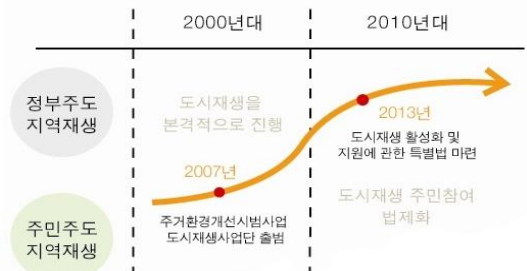 2000년대
2010년대
정부주도
지역재생
도시재생을
본격적으로 진행
2013년
도시재생 활성화 및
지원에 관한 특별법 마련
2007년
주거환경개선시범사업
도시재생사업단 출범
도시재생 주민참여
법제화
주민주도
지역재생